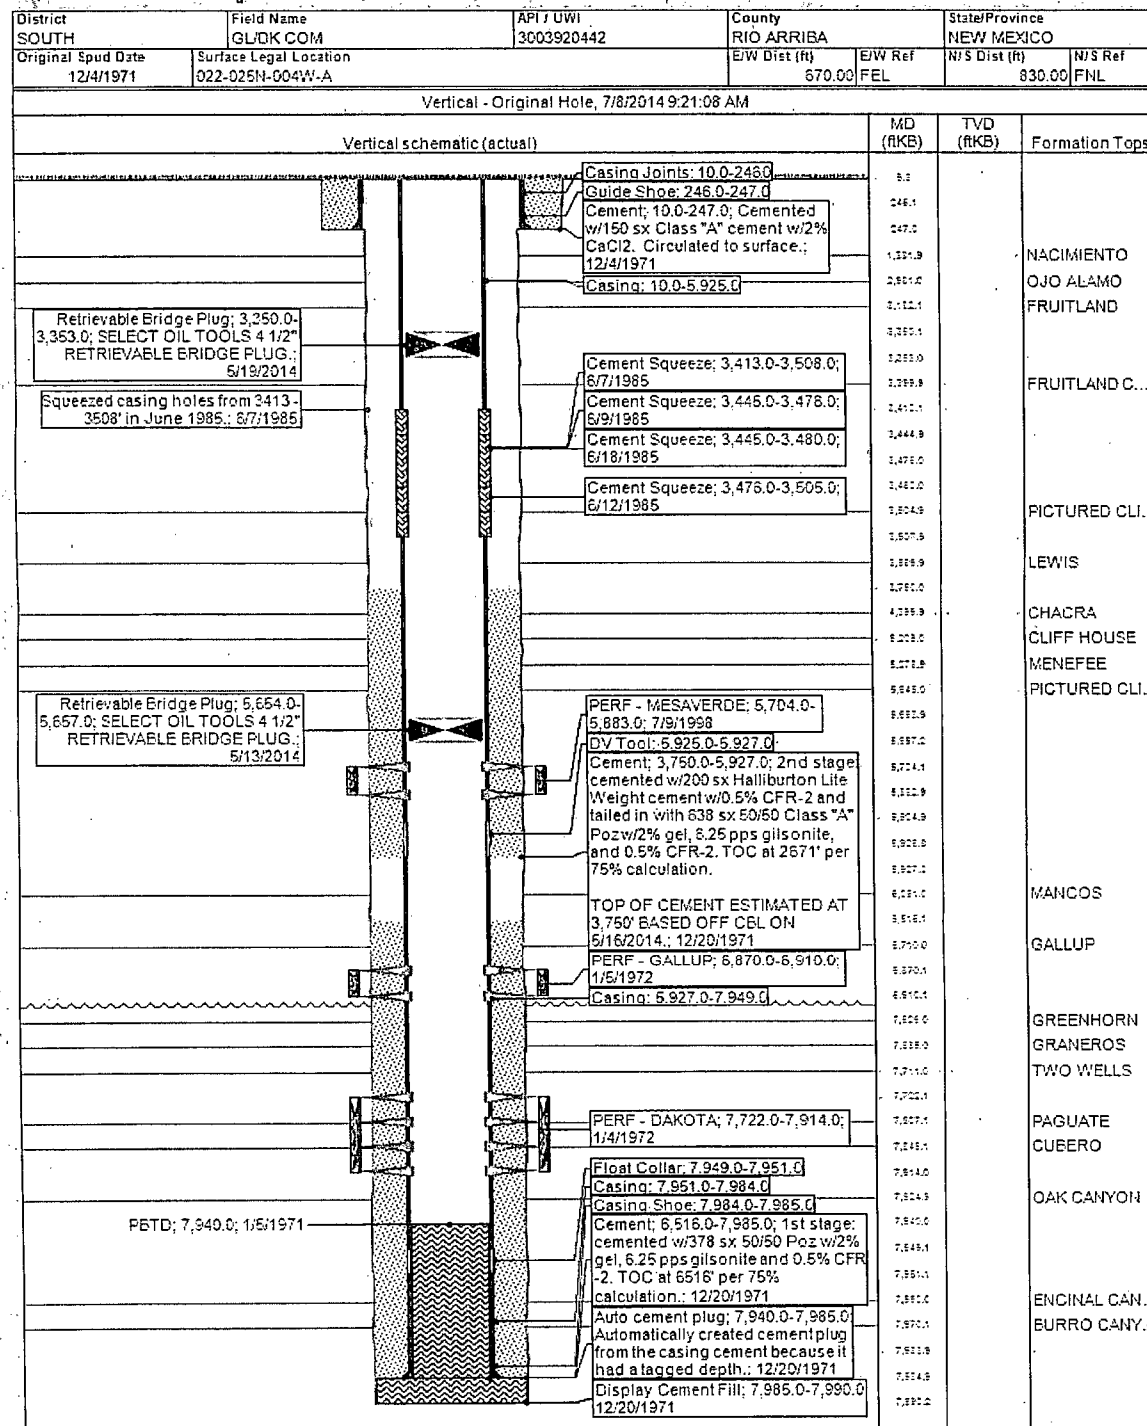 District
SOUTH
Field Name
GL/DK COM
API / UWI
3003920442
County
RIO ARRIBA
State/Province
NEW MEXICO
Original Spud Date
12/4/1971
Surface Legal Location
022-025N-004W-A
E/W Dist (ft)
670.00
E/W Ref
FEL
N/S Dist (ft)
830.00
N/S Ref
FNL
Vertical - Original Hole, 7/8/2014 9:21:08 AM
Vertical schematic (actual)
MD
(ftKB)
TVD
(ftKB)
Formation Tops
Casing Joints; 10.0-246.0
Guide Shoe; 246.0-247.0
Cement; 10.0-247.0; Cemented
w/150 sx Class "A" cement w/2%
CaCl2. Circulated to surface.;
12/4/1971
Casing; 10.0-5,925.0
NACIMIENTO
OJO ALAMO
FRUITLAND
Retrievable Bridge Plug; 3,350.0-
3,353.0; SELECT OIL TOOLS 4 1/2"
RETRIEVABLE BRIDGE PLUG.;
5/19/2014
FRUITLAND C...
Squeezed casing holes from 3413 -
3508' in June 1985.; 6/7/1985
Cement Squeeze; 3,413.0-3,508.0;
6/7/1985
Cement Squeeze; 3,445.0-3,476.0;
6/9/1985
Cement Squeeze; 3,445.0-3,480.0;
6/18/1985
Cement Squeeze; 3,476.0-3,505.0;
6/12/1985
PICTURED CLI...
LEWIS
CHACRA
CLIFF HOUSE
MENEFEE
PICTURED CLI...
Retrievable Bridge Plug; 5,654.0-
5,657.0; SELECT OIL TOOLS 4 1/2"
RETRIEVABLE BRIDGE PLUG.;
5/13/2014
PERF - MESAVERDE; 5,704.0-
5,883.0; 7/9/1998
DV Tool; 5,925.0-5,927.0
Cement; 3,750.0-5,927.0; 2nd stage
cemented w/200 sx Halliburton Lite
Weight cement w/0.5% CFR-2 and
tailed in with 638 sx 50/50 Class "A"
Poz w/2% gel, 6.25 pps gilsonite,
and 0.5% CFR-2. TOC at 2671' per
75% calculation.
TOP OF CEMENT ESTIMATED AT
3,750' BASED OFF CBL ON
5/16/2014.; 12/20/1971
MANCOS
GALLUP
PERF - GALLUP; 6,870.0-6,910.0;
1/5/1972
Casing; 5,927.0-7,949.0
GREENHORN
GRANEROS
TWO WELLS
PERF - DAKOTA; 7,722.0-7,914.0;
1/4/1972
PAGUATE
CUBERO
Float Collar; 7,949.0-7,951.0
Casing; 7,951.0-7,984.0
Casing Shoe; 7,984.0-7,985.0
OAK CANYON
PBTD; 7,940.0; 1/5/1971
Cement; 6,516.0-7,985.0; 1st stage:
cemented w/378 sx 50/50 Poz w/2%
gel, 6.25 pps gilsonite and 0.5% CFR
-2. TOC at 6516' per 75%
calculation.; 12/20/1971
ENCINAL CAN...
BURRO CANY...
Auto cement plug; 7,940.0-7,985.0;
Automatically created cement plug
from the casing cement because it
had a tagged depth.; 12/20/1971
Display Cement Fill; 7,985.0-7,990.0
12/20/1971